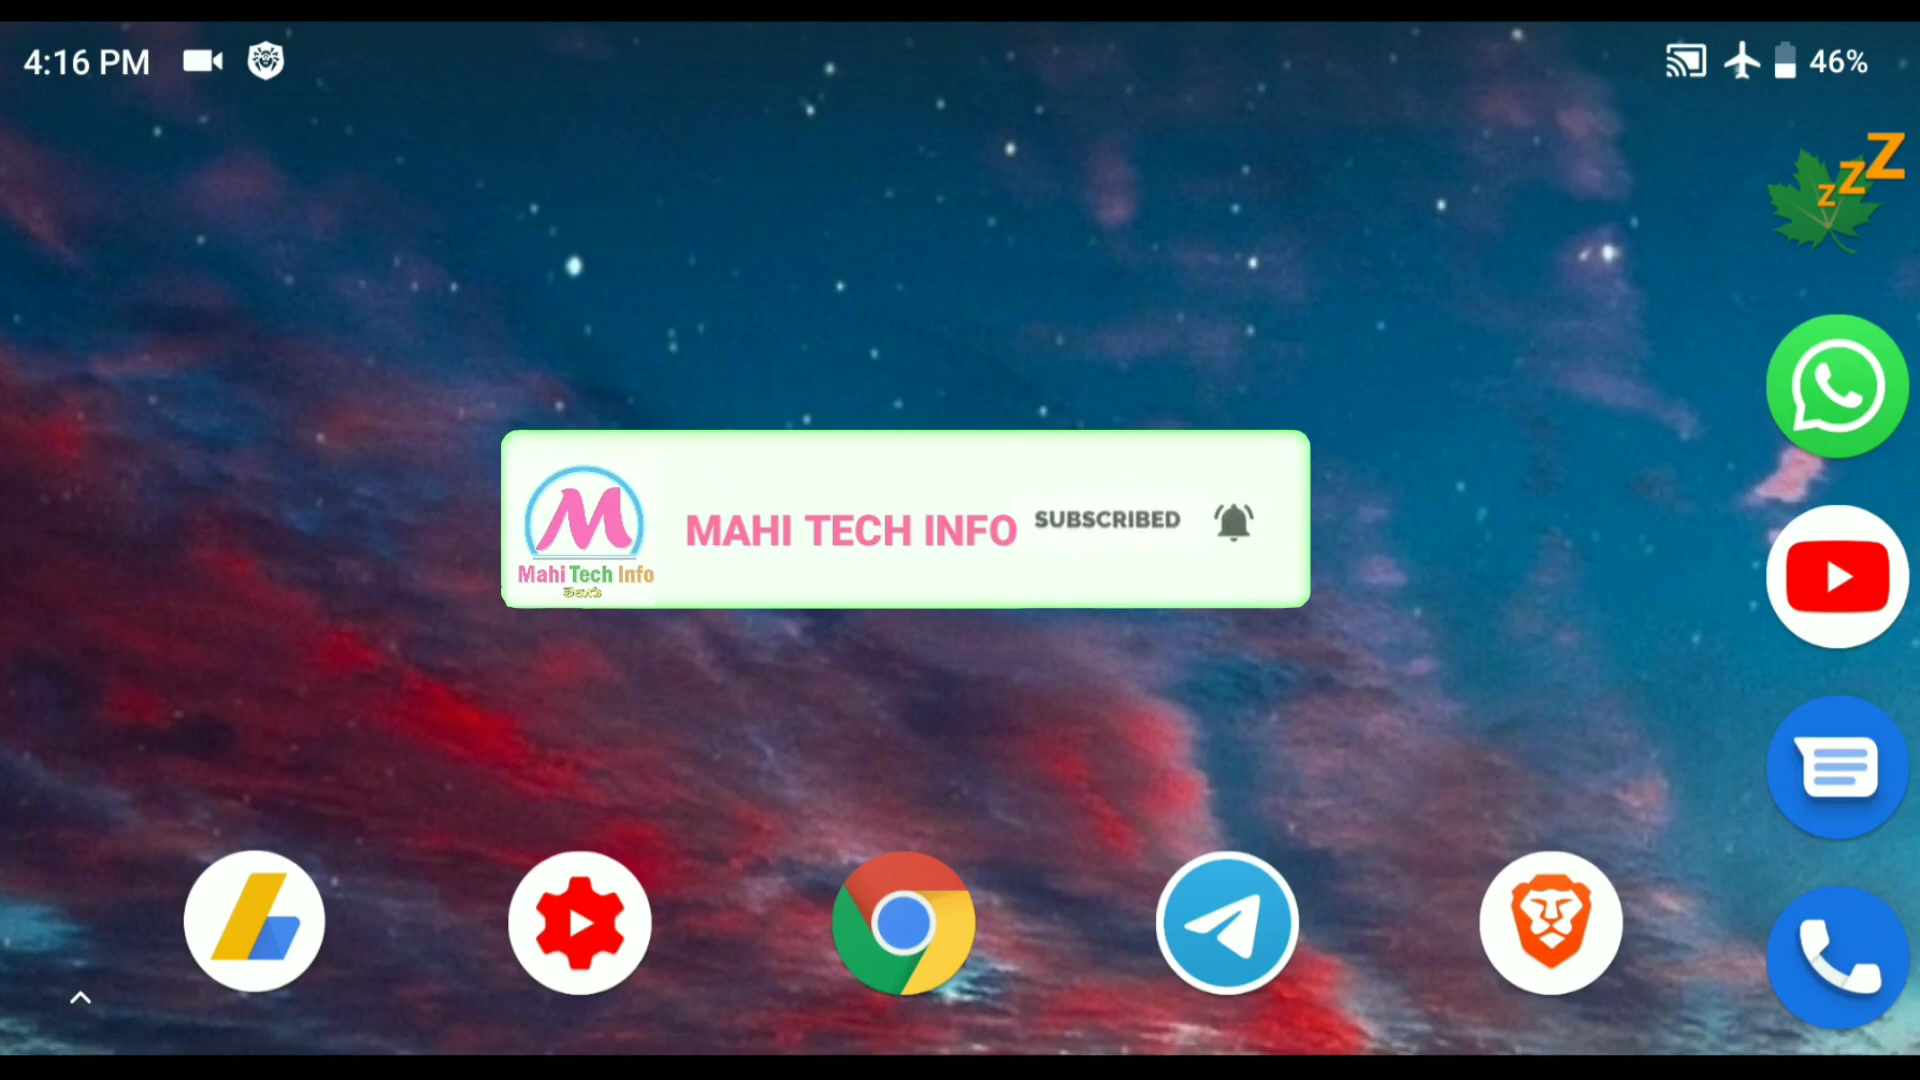 4:16 PM
46%
z z Z
MAHI TECH INFO
SUBSCRIBED
M
Mahi Tech Info
తెలుగు